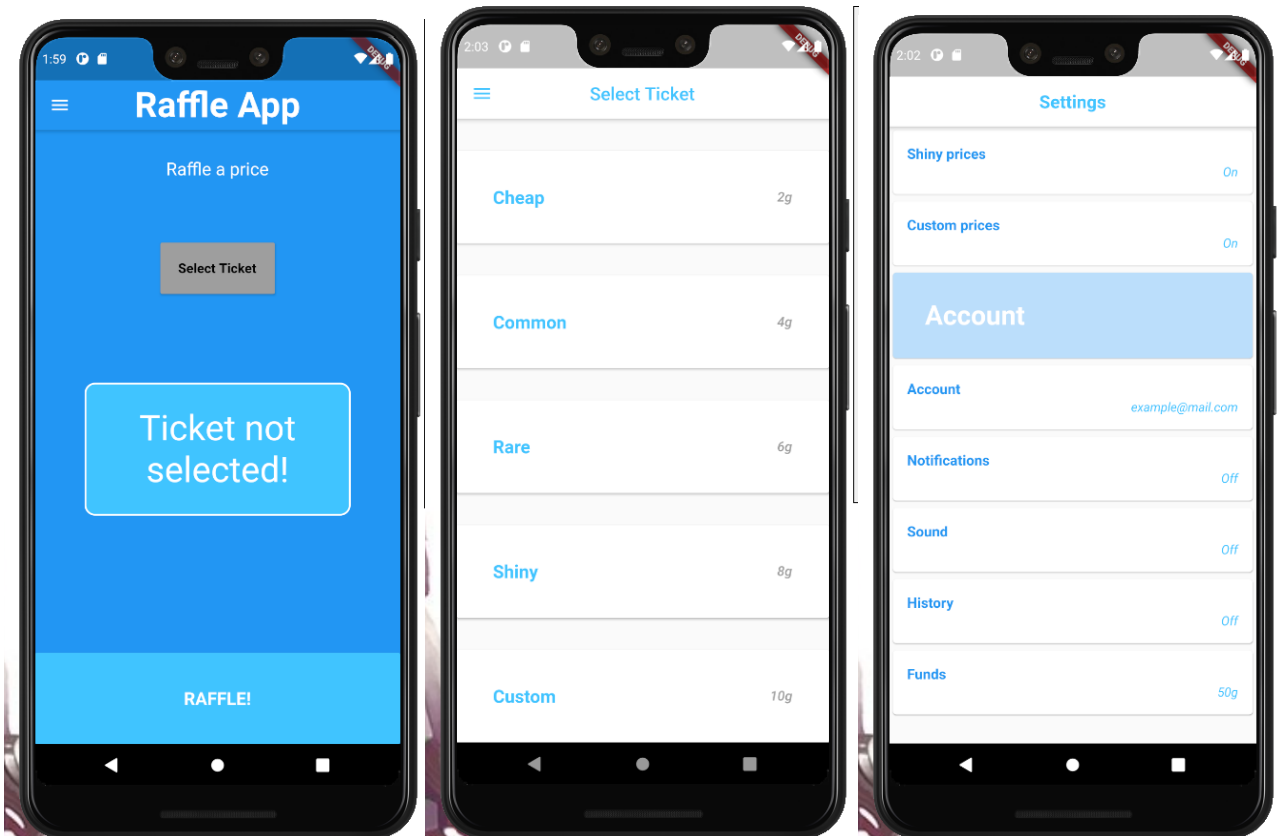 1:59
DEBUG
Raffle App
Raffle a price
Select Ticket
Ticket not
selected!
RAFFLE!
2:03
DEBUG
Select Ticket
Cheap 2g
Common 4g
Rare 6g
Shiny 8g
Custom 10g
2:02
DEBUG
Settings
Shiny prices
On
Custom prices
On
Account
Account
example@mail.com
Notifications
Off
Sound
Off
History
Off
Funds
50g